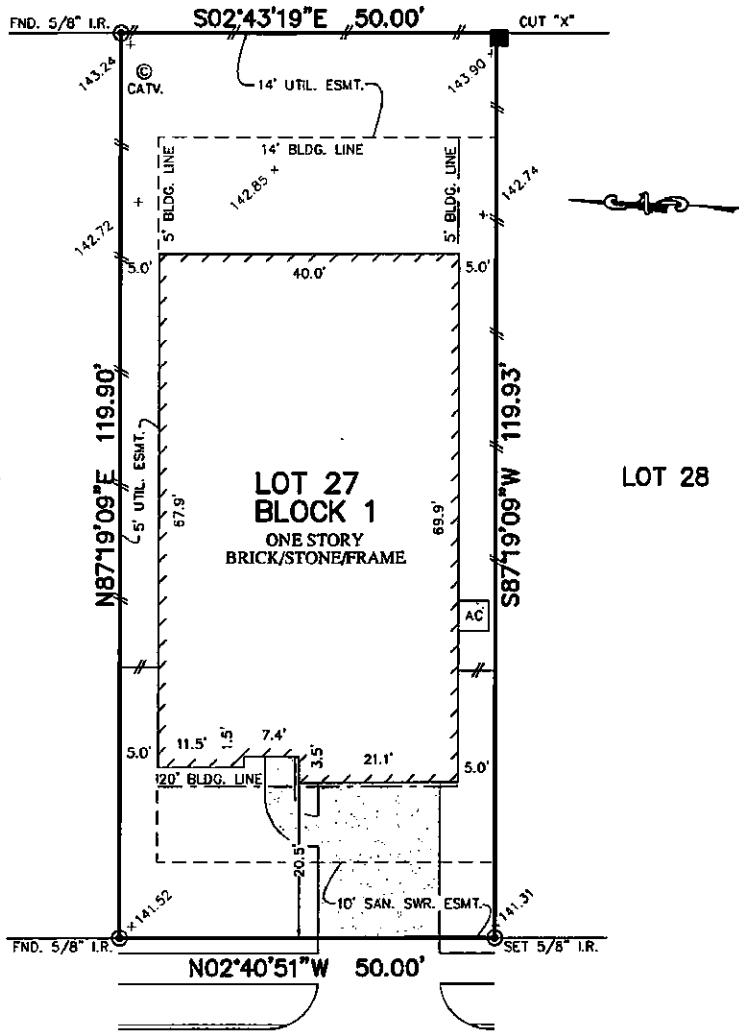 FND. 5/8" I.R.
S02°43'19"E 50.00'
CUT "X"
143.24
© CATV.
14' UTIL. ESMT.
143.90
5' BLDG. LINE
14' BLDG. LINE
5' BLDG. LINE
142.85
142.74
142.72
5.0'
40.0'
5.0'
N87°19'09"E 119.90'
5' UTIL. ESMT.
67.9'
LOT 27
BLOCK 1
ONE STORY
BRICK/STONE/FRAME
69.9'
S87°19'09"W 119.93'
LOT 28
AC
5.0'
11.5'
1.5'
7.4'
3.5'
21.1'
5.0'
20' BLDG. LINE
20.5'
141.52
10' SAN. SWR. ESMT.
141.31
FND. 5/8" I.R.
N02°40'51"W 50.00'
SET 5/8" I.R.